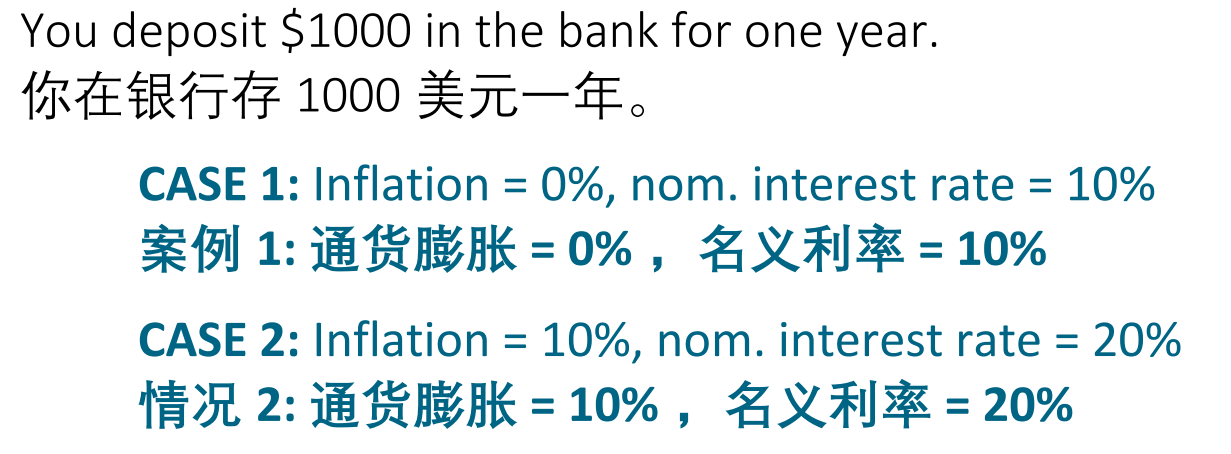 You deposit $1000 in the bank for one year.
你在银行存 1000 美元一年。
CASE 1: Inflation = 0%, nom. interest rate = 10%
案例 1: 通货膨胀 = 0% ，名义利率 = 10%
CASE 2: Inflation = 10%, nom. interest rate = 20%
情况 2: 通货膨胀 = 10% ，名义利率 = 20%